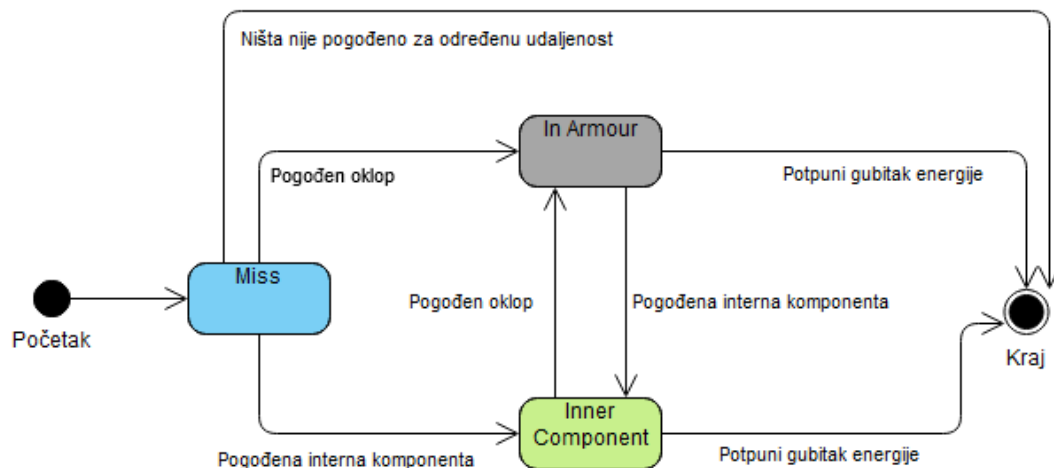 Ništa nije pogođeno za određenu udaljenost
In Armour
Pogođen oklop
Potpuni gubitak energije
Miss
Početak
Pogođen oklop
Pogođena interna komponenta
Kraj
Inner
Component
Pogođena interna komponenta
Potpuni gubitak energije